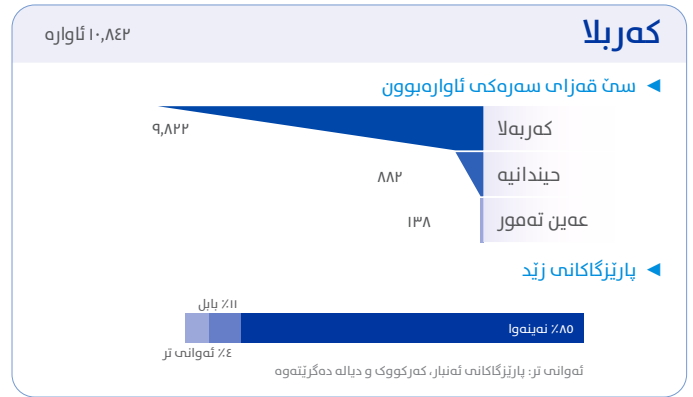 کەربلا
١٠,٨٤٢ ئاوارە
سێ قەزای سەرەکی ئاوارەبوون
کەربەلا
٩,٨٢٢
حیندانیە
٨٨٢
عەین تەمور
١٣٨
پارێزگاکانی زێد
١١٪ بابل
٨٥٪ نەینەوا
٤٪ ئەوانی تر
ئەوانی تر: پارێزگاکانی ئەنبار، کەرکووک و دیالە دەگرێتەوە